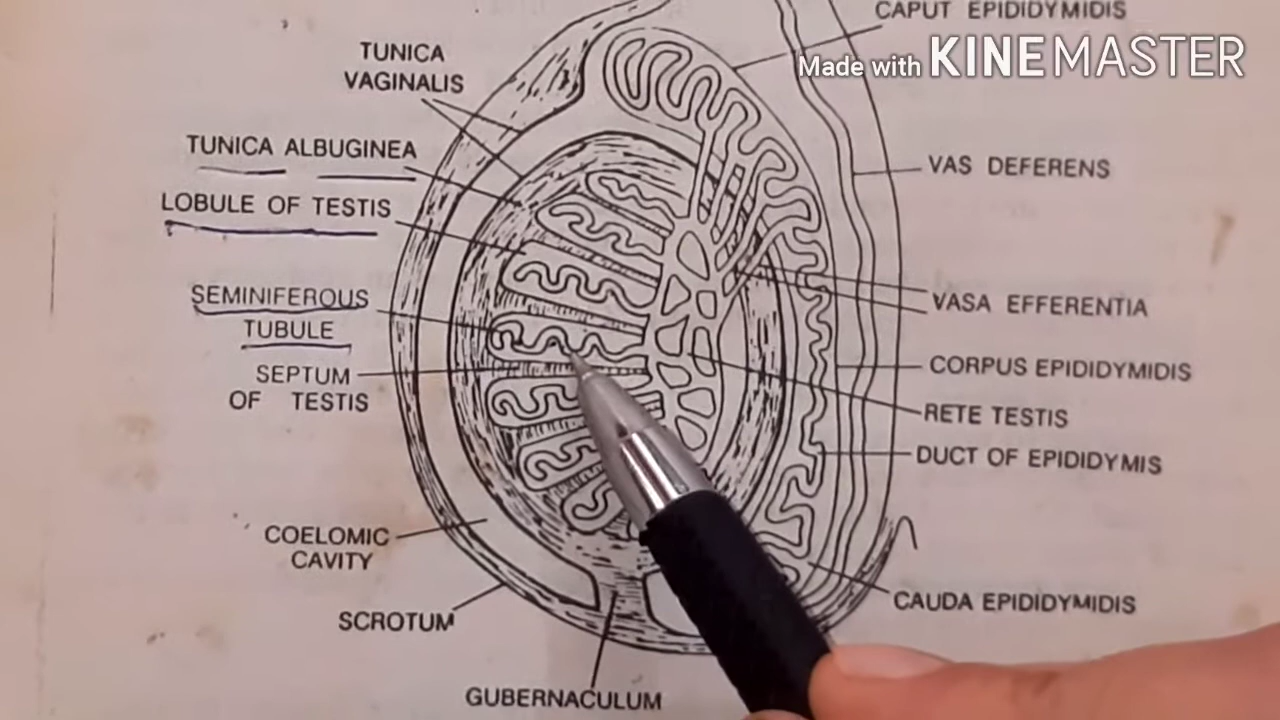 CAPUT EPIDIDYMIDIS
Made with KINEMASTER
TUNICA
VAGINALIS
TUNICA ALBUGINEA
LOBULE OF TESTIS
SEMINIFEROUS
TUBULE
SEPTUM
OF TESTIS
COELOMIC
CAVITY
SCROTUM
GUBERNACULUM
VAS DEFERENS
VASA EFFERENTIA
CORPUS EPIDIDYMIDIS
RETE TESTIS
DUCT OF EPIDIDYMIS
CAUDA EPIDIDYMIDIS